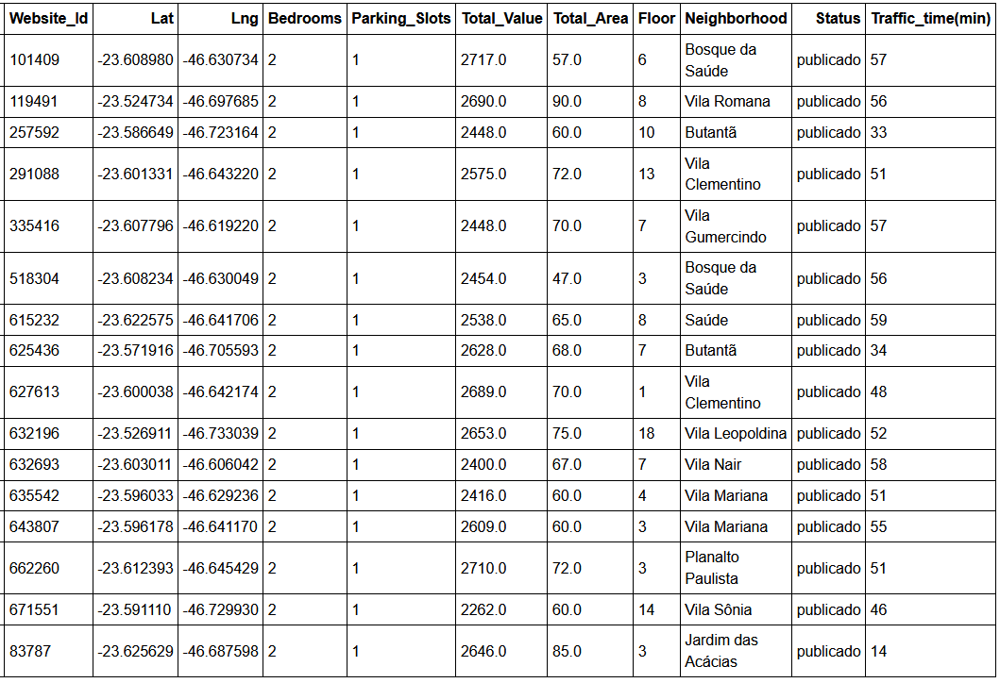 Website_Id Lat Lng Bedrooms Parking_Slots Total_Value Total_Area Floor Neighborhood Status Traffic_time(min)
101409 -23.608980 -46.630734 2 1 2717.0 57.0 6 Bosque da Saúde publicado 57
119491 -23.524734 -46.697685 2 1 2690.0 90.0 8 Vila Romana publicado 56
257592 -23.586649 -46.723164 2 1 2448.0 60.0 10 Butantã publicado 33
291088 -23.601331 -46.643220 2 1 2575.0 72.0 13 Vila Clementino publicado 51
335416 -23.607796 -46.619220 2 1 2448.0 70.0 7 Vila Gumercindo publicado 57
518304 -23.608234 -46.630049 2 1 2454.0 47.0 3 Bosque da Saúde publicado 56
615232 -23.622575 -46.641706 2 1 2538.0 65.0 8 Saúde publicado 59
625436 -23.571916 -46.705593 2 1 2628.0 68.0 7 Butantã publicado 34
627613 -23.600038 -46.642174 2 1 2689.0 70.0 1 Vila Clementino publicado 48
632196 -23.526911 -46.733039 2 1 2653.0 75.0 18 Vila Leopoldina publicado 52
632693 -23.603011 -46.606042 2 1 2400.0 67.0 7 Vila Nair publicado 58
635542 -23.596033 -46.629236 2 1 2416.0 60.0 4 Vila Mariana publicado 51
643807 -23.596178 -46.641170 2 1 2609.0 60.0 3 Vila Mariana publicado 55
662260 -23.612393 -46.645429 2 1 2710.0 72.0 3 Planalto Paulista publicado 51
671551 -23.591110 -46.729930 2 1 2262.0 60.0 14 Vila Sônia publicado 46
83787 -23.625629 -46.687598 2 1 2646.0 85.0 3 Jardim das Acácias publicado 14